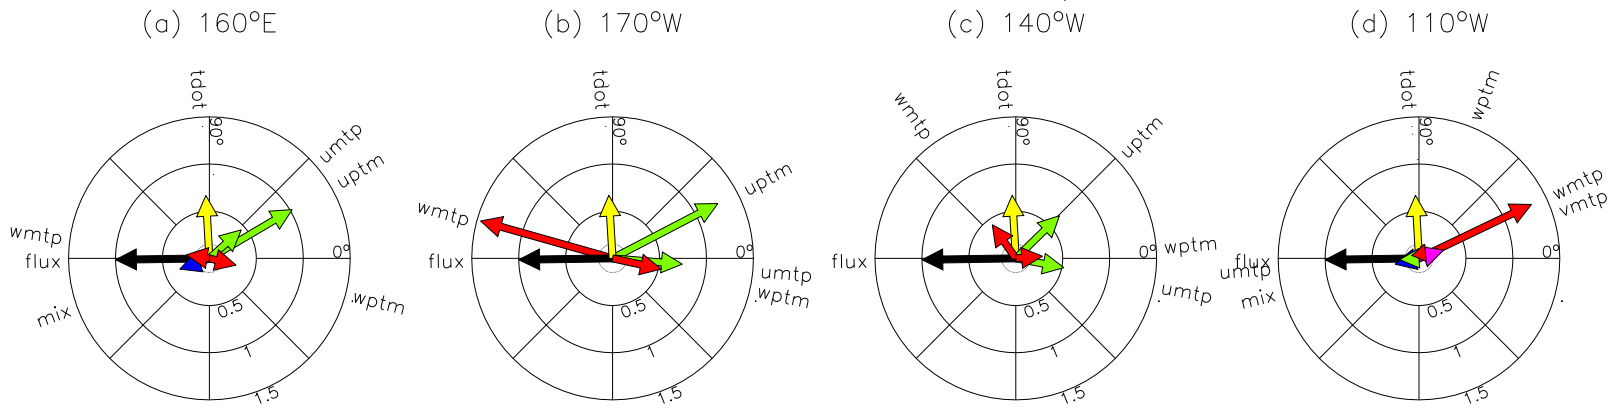 (a) 160°E
(b) 170°W
(c) 140°W
(d) 110°W
tdot
90°
umtp
uptm
wmtp
flux
0°
mix
wptm
0.5
1
1.5
tdot
90°
uptm
wmtp
flux
0°
umtp
wptm
0.5
1
1.5
wmtp
tdot
90°
uptm
flux
0°
wptm
umtp
0.5
1
1.5
tdot
wptm
90°
wmtp
vmtp
flux
0°
umtp
mix
0.5
1
1.5